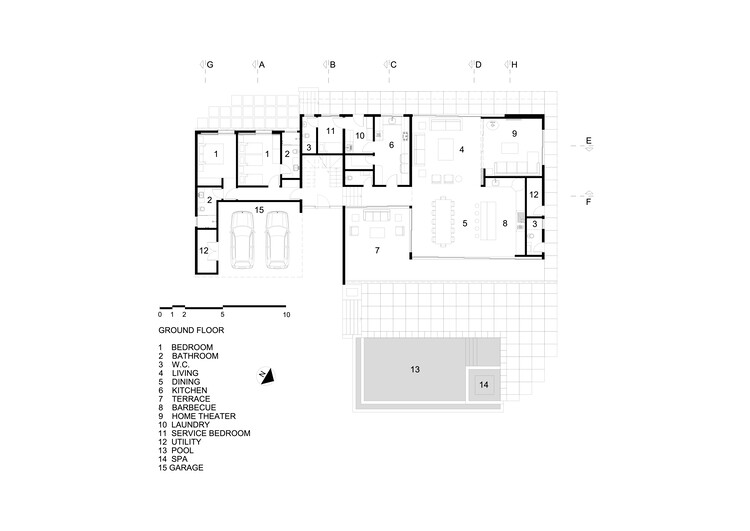 G A B C D H
E
F
1 1 2 3 11 10 6 4 9
2 12
15 5 8 3
12 7
0 1 2 5 10
GROUND FLOOR
1 BEDROOM
2 BATHROOM
3 W.C.
4 LIVING
5 DINING
6 KITCHEN
7 TERRACE
8 BARBECUE
9 HOME THEATER
10 LAUNDRY
11 SERVICE BEDROOM
12 UTILITY
13 POOL
14 SPA
15 GARAGE
N
13
14